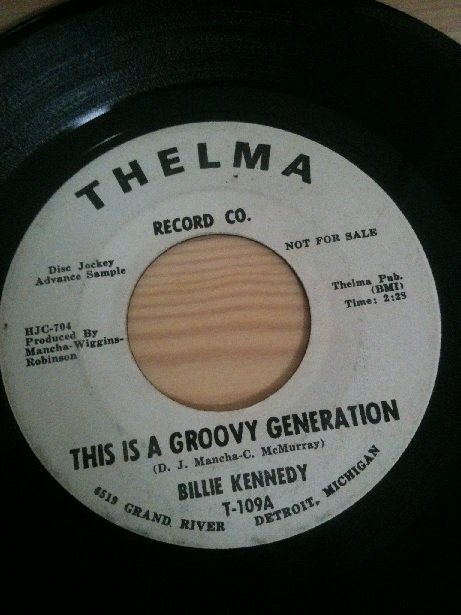 THELMA
RECORD CO.
Disc Jockey
Advance Sample
NOT FOR SALE
HJC-704
Produced By
Mancha-Wiggins-
Robinson
Thelma Pub.
(BMI)
Time: 2:23
THIS IS A GROOVY GENERATION
(D. J. Mancha-C. McMurray)
BILLIE KENNEDY
T-109A
6519 GRAND RIVER DETROIT, MICHIGAN